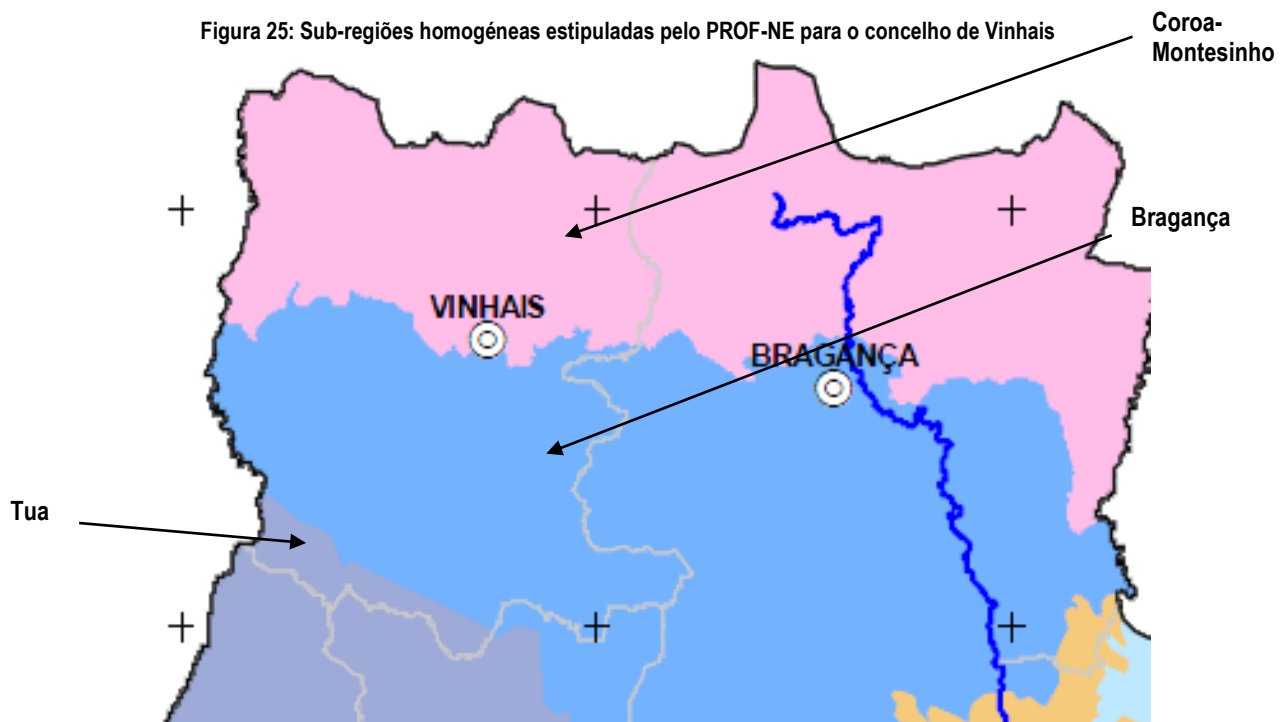 Figura 25: Sub-regiões homogéneas estipuladas pelo PROF-NE para o concelho de Vinhais
Coroa-
Montesinho
Bragança
VINHAIS
BRAGANÇA
Tua